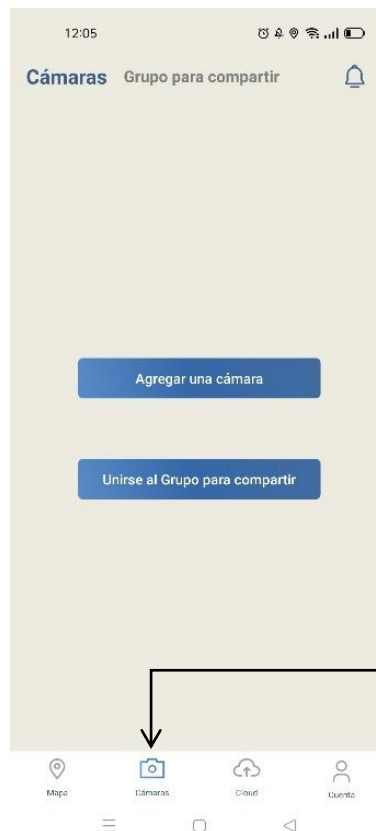 12:05
Cámaras Grupo para compartir
Agregar una cámara
Unirse al Grupo para compartir
Mapa Cámaras Cloud Cuenta